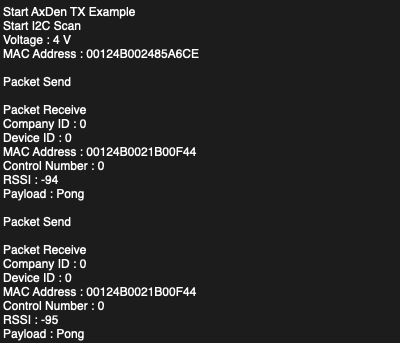 Start AxDen TX Example
Start I2C Scan
Voltage : 4 V
MAC Address : 00124B002485A6CE
Packet Send
Packet Receive
Company ID : 0
Device ID : 0
MAC Address : 00124B0021B00F44
Control Number : 0
RSSI : -94
Payload : Pong
Packet Send
Packet Receive
Company ID : 0
Device ID : 0
MAC Address : 00124B0021B00F44
Control Number : 0
RSSI : -95
Payload : Pong